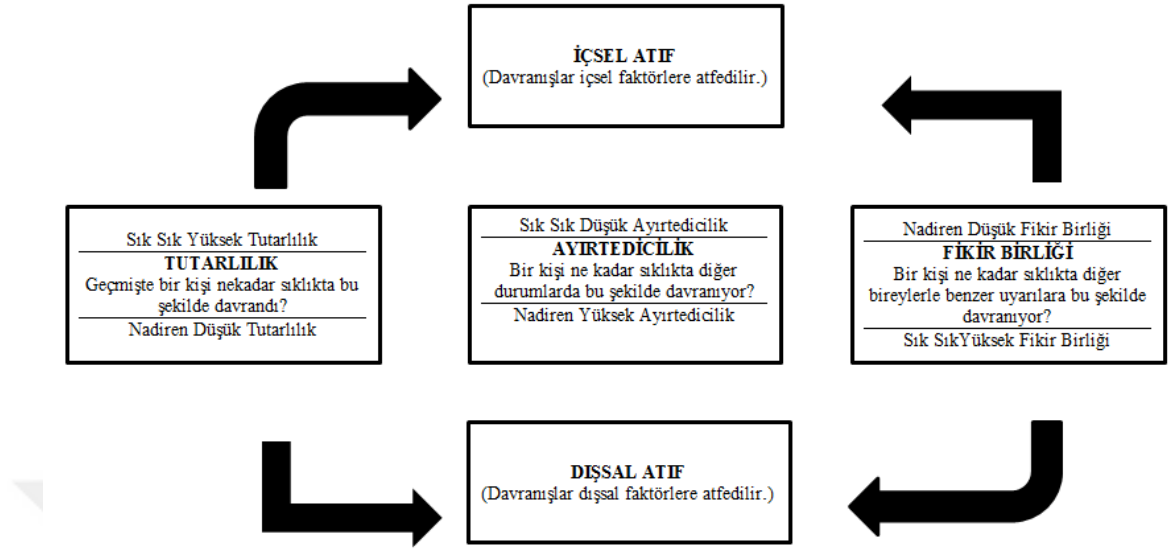 İÇSEL ATIF
(Davranışlar içsel faktörlere atfedilir.)
Sık Sık Yüksek Tutarlılık
TUTARLILIK
Geçmişte bir kişi nekadar sıklıkta bu
şekilde davrandı?
Nadiren Düşük Tutarlılık
Sık Sık Düşük Ayırtedicilik
AYIRTEDİCİLİK
Bir kişi ne kadar sıklıkta diğer
durumlarda bu şekilde davranıyor?
Nadiren Yüksek Ayırtedicilik
Nadiren Düşük Fikir Birliği
FİKİR BİRLİĞİ
Bir kişi ne kadar sıklıkta diğer
bireylerle benzer uyarılara bu şekilde
davranıyor?
Sık SıkYüksek Fikir Birliği
DIŞSAL ATIF
(Davranışlar dışsal faktörlere atfedilir.)